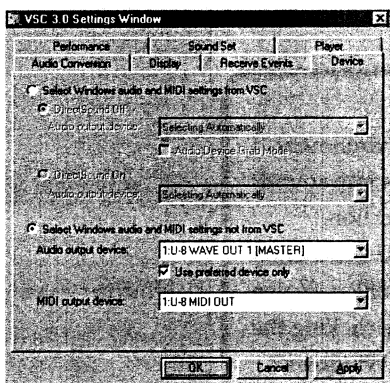 VSC 3.0 Settings Window
Performance Sound Set Player
Audio Conversion Display Receive Events Device
Select Windows audio and MIDI settings from VSC
DirectSound Off
Audio output device: Selecting Automatically
Audio Device Grab Mode
DirectSound On
Audio output device: Selecting Automatically
Select Windows audio and MIDI settings not from VSC
Audio output device: 1:U-8 WAVE OUT 1 [MASTER]
Use preferred device only
MIDI output device: 1:U-8 MIDI OUT
OK Cancel Apply